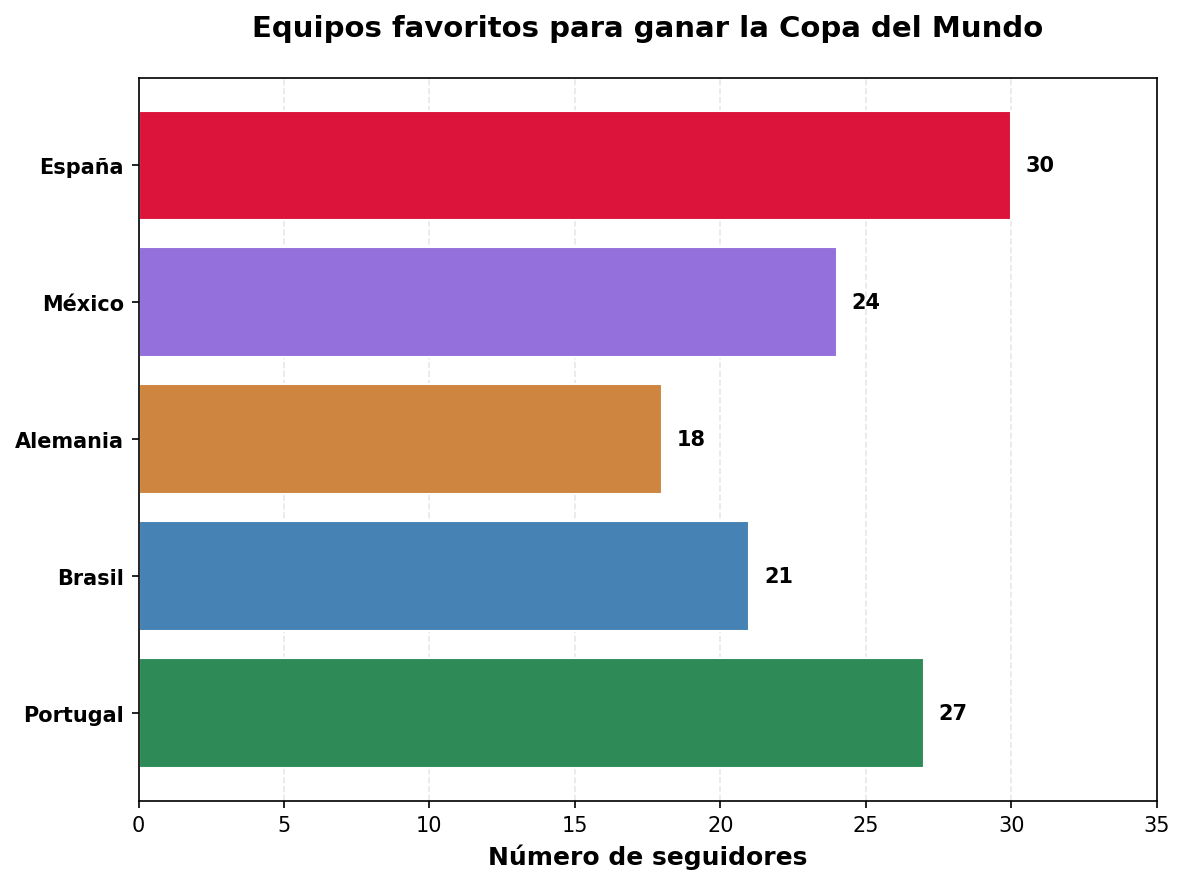 Equipos favoritos para ganar la Copa del Mundo
España
30
México
24
Alemania
18
Brasil
21
Portugal
27
0 5 10 15 20 25 30 35
Número de seguidores